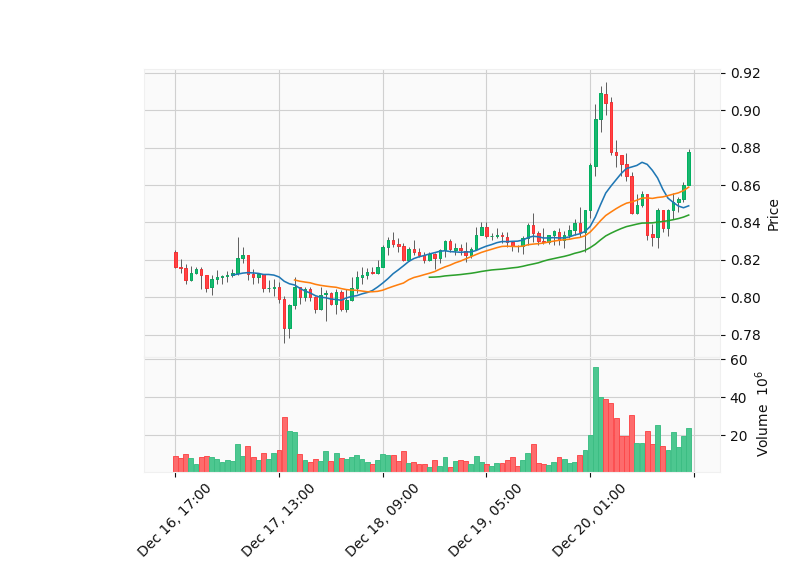 0.92
0.90
0.88
0.86
0.84
0.82
0.80
0.78
Price
60
40
20
Volume 10^6
Dec 16, 17:00
Dec 17, 13:00
Dec 18, 09:00
Dec 19, 05:00
Dec 20, 01:00